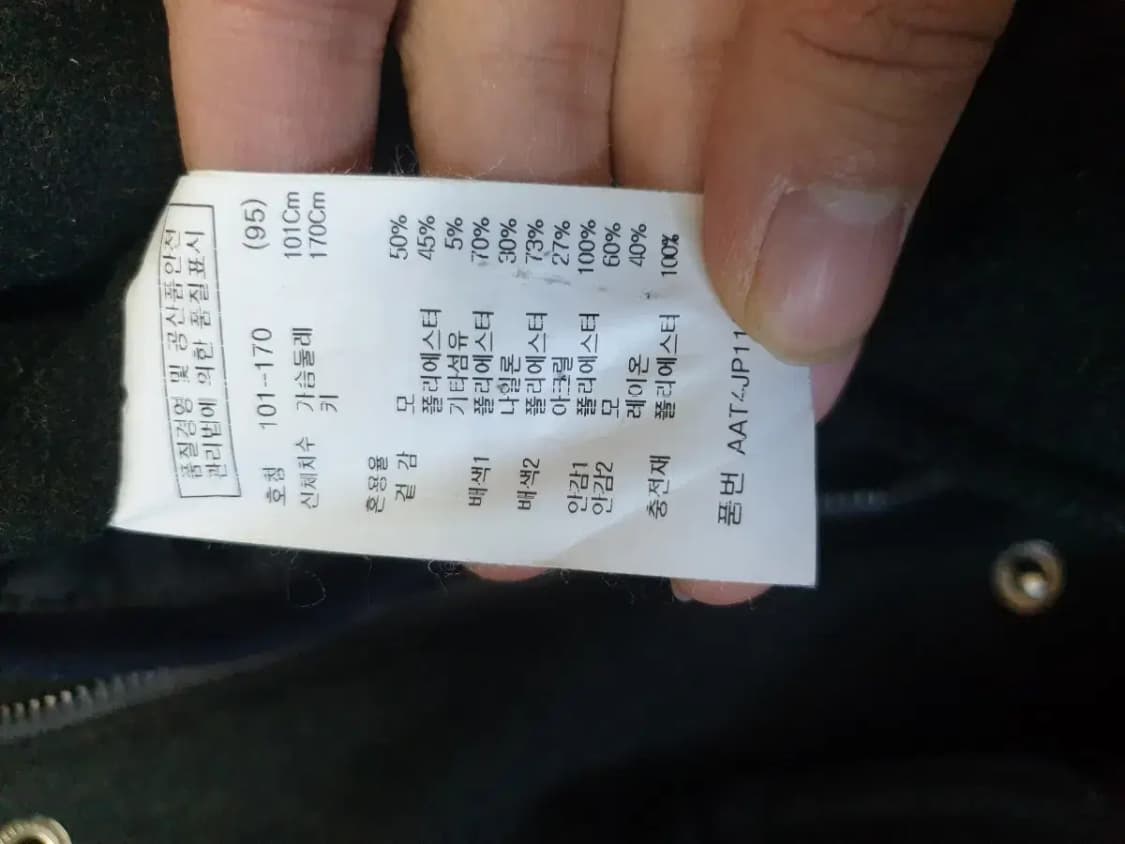 품질경영 및 공산품안전
관리법에 의한 품질표시
호칭 101-170 (95)
신체치수 가슴둘레 101Cm
키 170Cm
혼용율
겉감 모 50%
폴리에스터 45%
기타섬유 5%
배색1 폴리에스터 70%
나일론 30%
배색2 폴리에스터 73%
아크릴 27%
안감1 폴리에스터 100%
안감2 모 60%
레이온 40%
충전재 폴리에스터 100%
품번